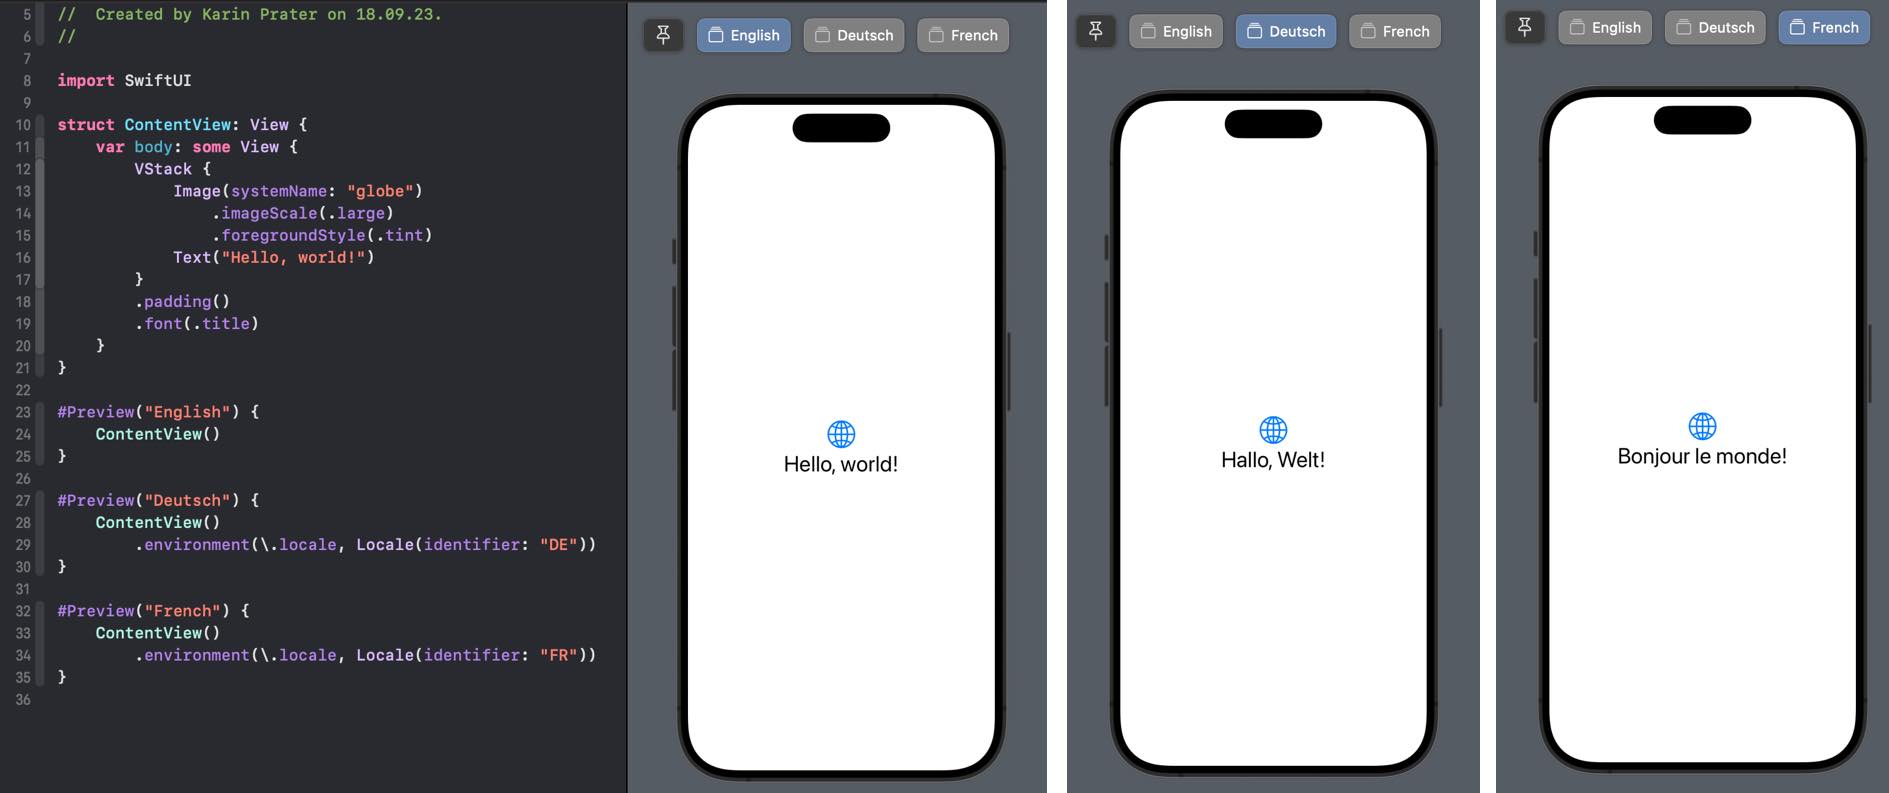 5 //  Created by Karin Prater on 18.09.23.
6 //
7
8 import SwiftUI
9
10 struct ContentView: View {
11     var body: some View {
12         VStack {
13             Image(systemName: "globe")
14                 .imageScale(.large)
15                 .foregroundStyle(.tint)
16             Text("Hello, world!")
17         }
18         .padding()
19         .font(.title)
20     }
21 }
22
23 #Preview("English") {
24     ContentView()
25 }
26
27 #Preview("Deutsch") {
28     ContentView()
29         .environment(\.locale, Locale(identifier: "DE"))
30 }
31
32 #Preview("French") {
33     ContentView()
34         .environment(\.locale, Locale(identifier: "FR"))
35 }
36
English Deutsch French
Hello, world!
English Deutsch French
Hallo, Welt!
English Deutsch French
Bonjour le monde!